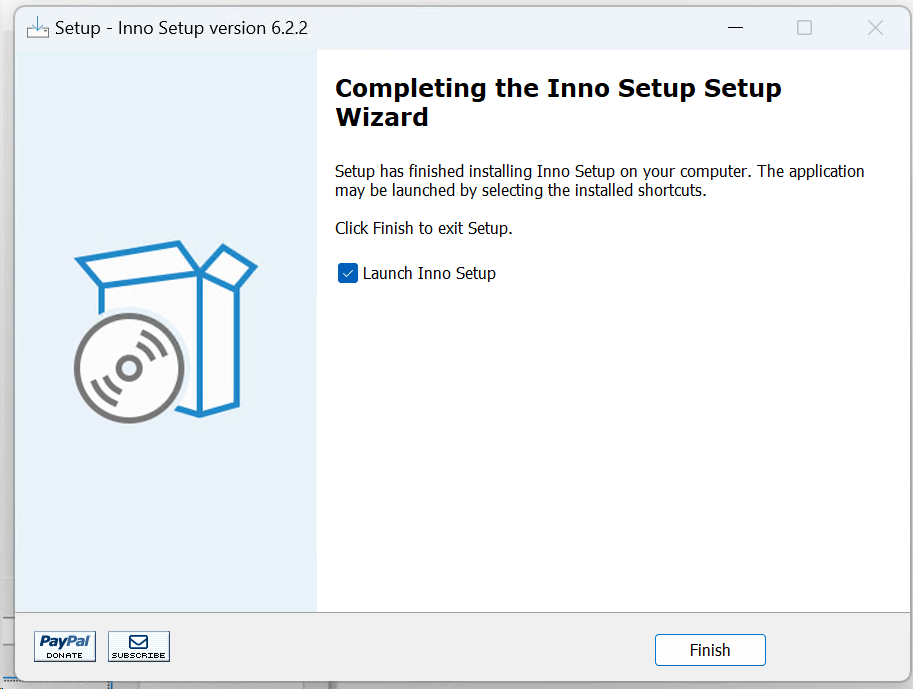 Setup - Inno Setup version 6.2.2
Completing the Inno Setup Setup
Wizard
Setup has finished installing Inno Setup on your computer. The application
may be launched by selecting the installed shortcuts.
Click Finish to exit Setup.
Launch Inno Setup
PayPal
DONATE
SUBSCRIBE
Finish